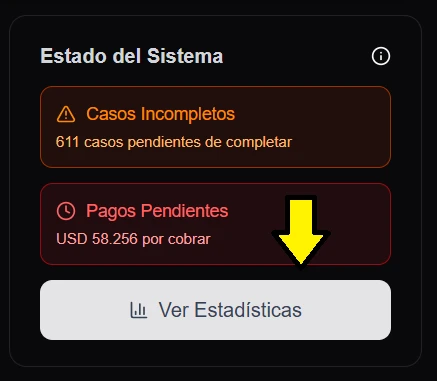 Estado del Sistema
Casos Incompletos
611 casos pendientes de completar
Pagos Pendientes
USD 58.256 por cobrar
Ver Estadísticas